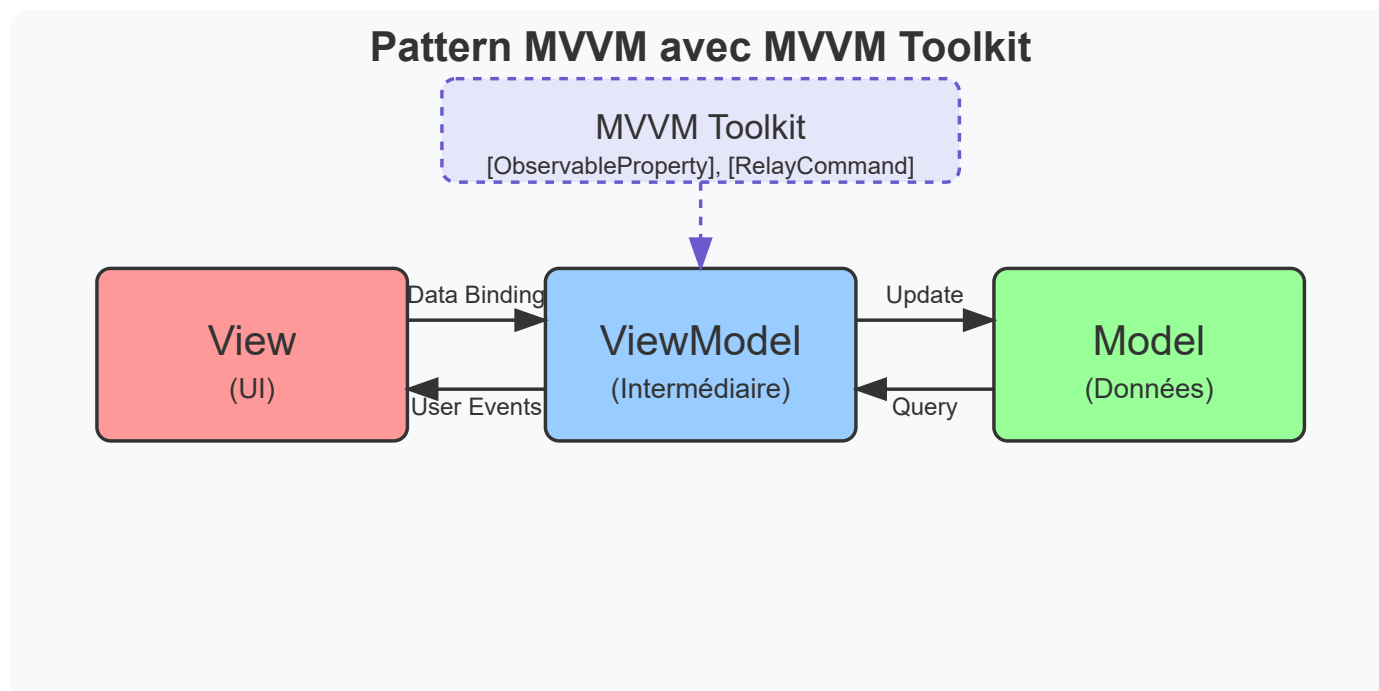 Pattern MVVM avec MVVM Toolkit
MVVM Toolkit
[ObservableProperty], [RelayCommand]
View
(UI)
Data Binding
User Events
ViewModel
(Intermédiaire)
Update
Query
Model
(Données)